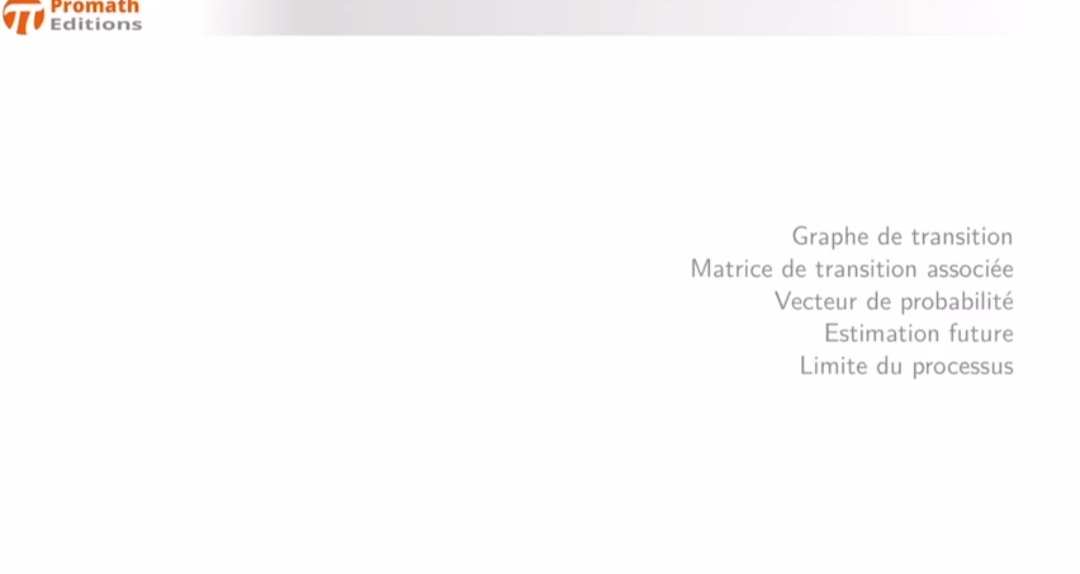 Promath
Editions
Graphe de transition
Matrice de transition associée
Vecteur de probabilité
Estimation future
Limite du processus